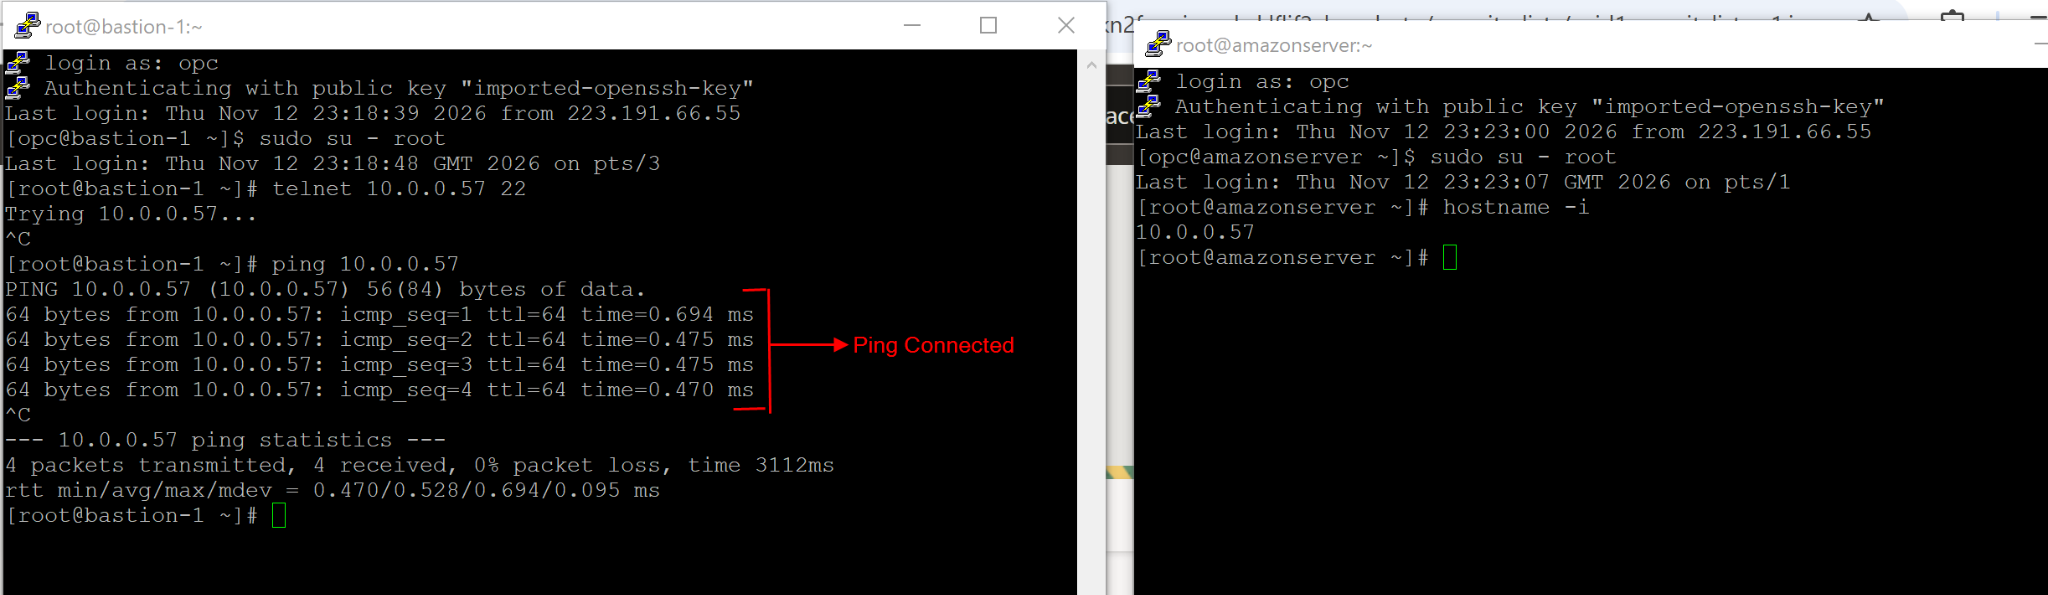 root@bastion-1:~
login as: opc
Authenticating with public key "imported-openssh-key"
Last login: Thu Nov 12 23:18:39 2026 from 223.191.66.55
[opc@bastion-1 ~]$ sudo su - root
Last login: Thu Nov 12 23:18:48 GMT 2026 on pts/3
[root@bastion-1 ~]# telnet 10.0.0.57 22
Trying 10.0.0.57...
^C
[root@bastion-1 ~]# ping 10.0.0.57
PING 10.0.0.57 (10.0.0.57) 56(84) bytes of data.
64 bytes from 10.0.0.57: icmp_seq=1 ttl=64 time=0.694 ms
64 bytes from 10.0.0.57: icmp_seq=2 ttl=64 time=0.475 ms
64 bytes from 10.0.0.57: icmp_seq=3 ttl=64 time=0.475 ms
64 bytes from 10.0.0.57: icmp_seq=4 ttl=64 time=0.470 ms
^C
--- 10.0.0.57 ping statistics ---
4 packets transmitted, 4 received, 0% packet loss, time 3112ms
rtt min/avg/max/mdev = 0.470/0.528/0.694/0.095 ms
[root@bastion-1 ~]#
Ping Connected
root@amazonserver:~
login as: opc
Authenticating with public key "imported-openssh-key"
Last login: Thu Nov 12 23:23:00 2026 from 223.191.66.55
[opc@amazonserver ~]$ sudo su - root
Last login: Thu Nov 12 23:23:07 GMT 2026 on pts/1
[root@amazonserver ~]# hostname -i
10.0.0.57
[root@amazonserver ~]#